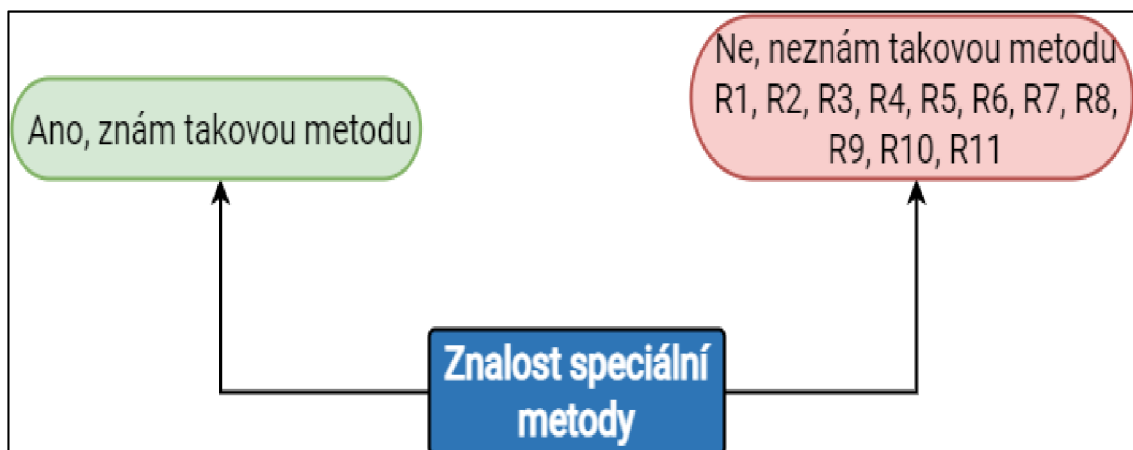 Ano, znám takovou metodu
Ne, neznám takovou metodu
R1, R2, R3, R4, R5, R6, R7, R8,
R9, R10, R11
Znalost speciální
metody